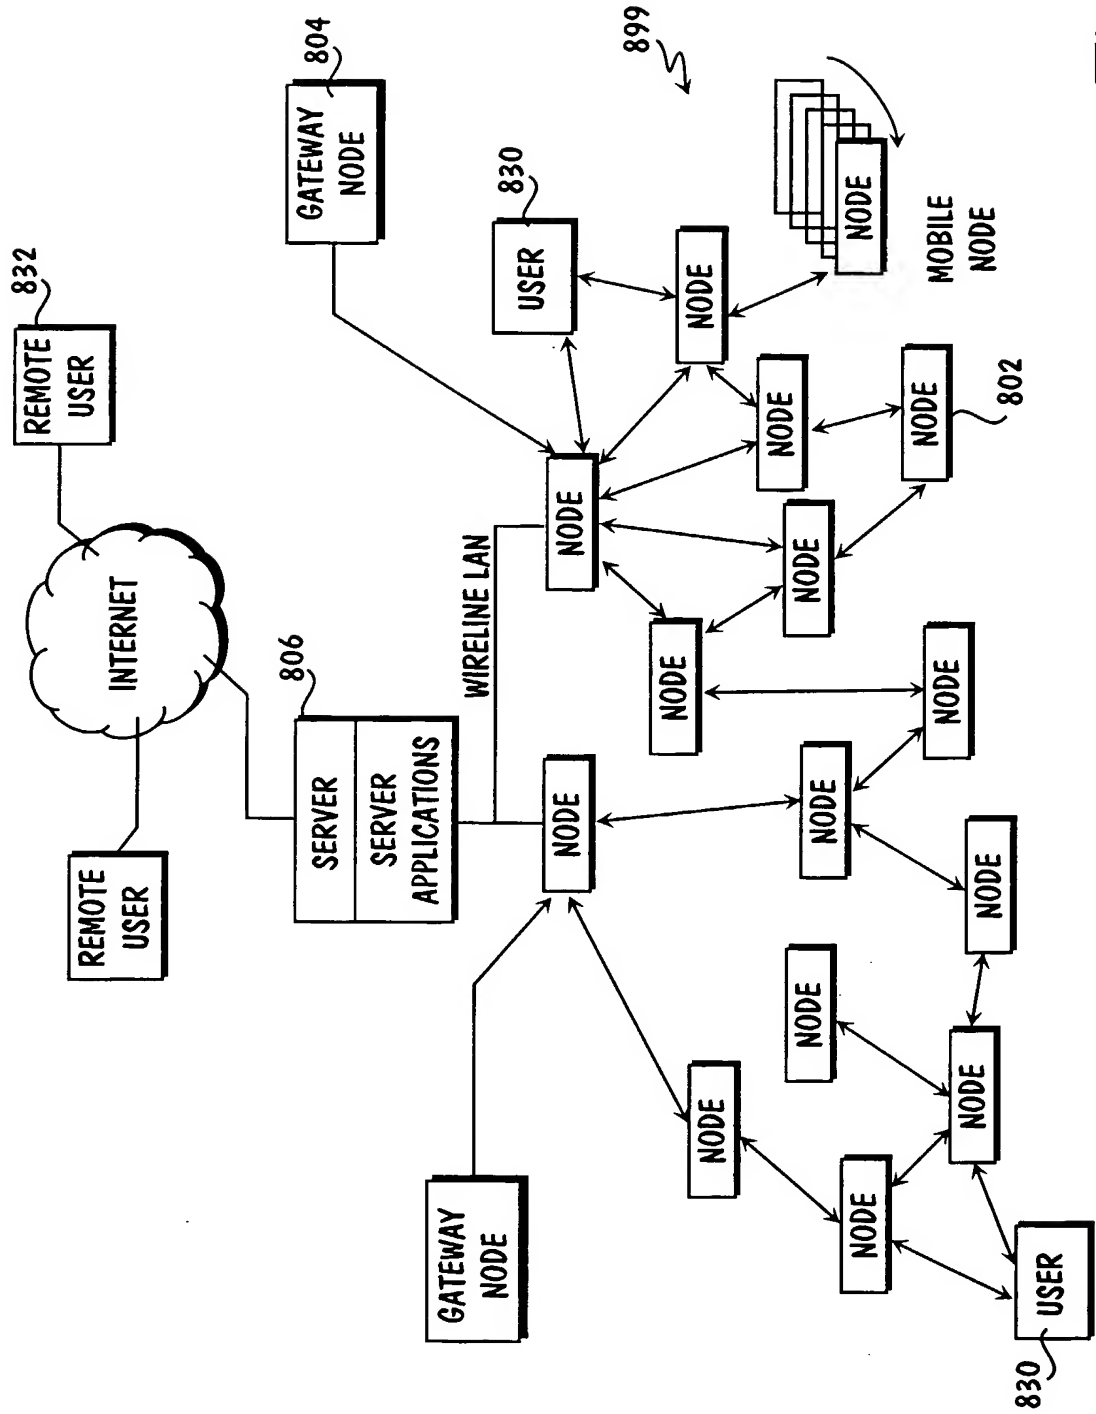 832
REMOTE
USER
REMOTE
USER
INTERNET
804
GATEWAY
NODE
806
SERVER
SERVER
APPLICATIONS
WIRELINE LAN
GATEWAY
NODE
830
USER
NODE
NODE
899
NODE
NODE
NODE
NODE
NODE
NODE
NODE
NODE
NODE
MOBILE
NODE
NODE
802
NODE
NODE
NODE
USER
830